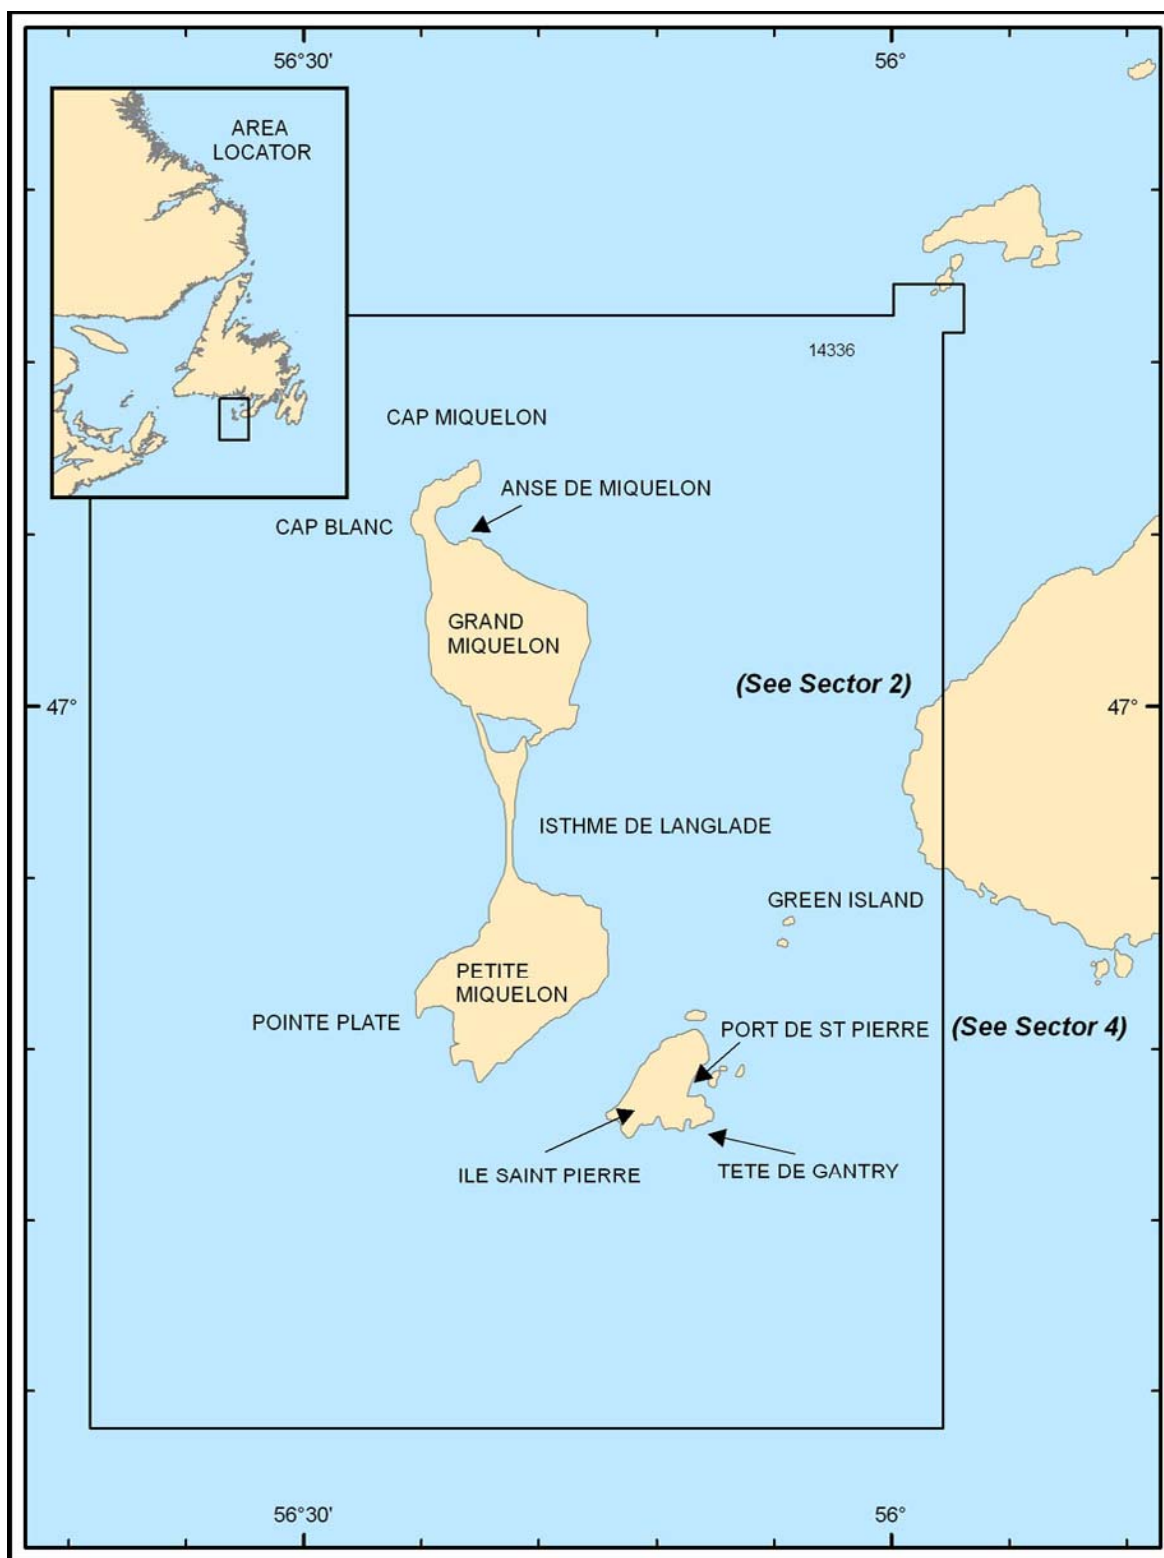 56°30'
56°
AREA
LOCATOR
14336
CAP MIQUELON
ANSE DE MIQUELON
CAP BLANC
GRAND
MIQUELON
(See Sector 2)
47°
47°
ISTHME DE LANGLADE
GREEN ISLAND
PETITE
MIQUELON
POINTE PLATE
PORT DE ST PIERRE
(See Sector 4)
ILE SAINT PIERRE
TETE DE GANTRY
56°30'
56°